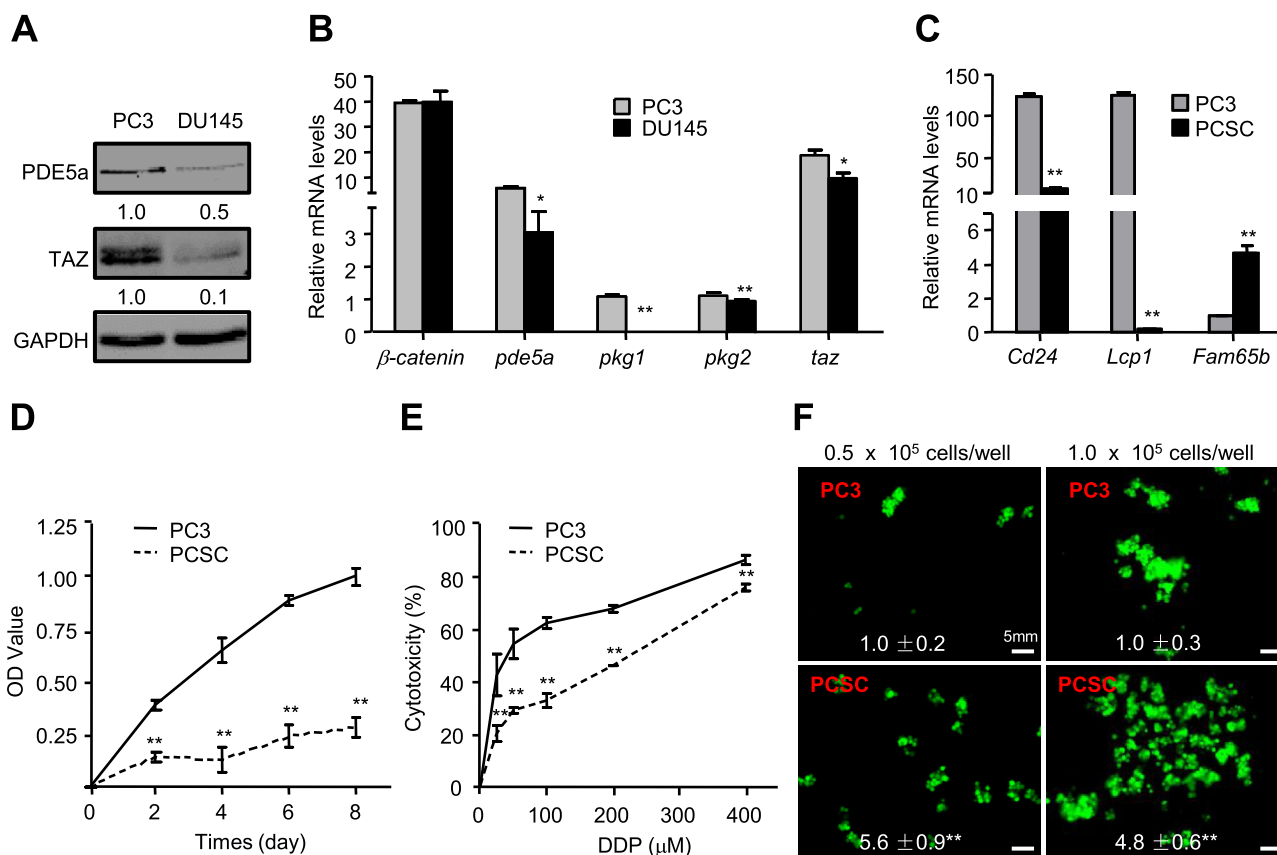 A
PC3 DU145
PDE5a
1.0 0.5
TAZ
1.0 0.1
GAPDH
B
Relative mRNA levels
50
40
30
20
10
3
2
1
0
PC3
DU145
*
**
**
*
β-catenin pde5a pkg1 pkg2 taz
C
Relative mRNA levels
150
100
50
10
6
4
2
0
PC3
PCSC
**
**
**
Cd24 Lcp1 Fam65b
D
OD Value
1.25
1.00
0.75
0.50
0.25
PC3
PCSC
** ** ** **
0 2 4 6 8
Times (day)
E
Cytotoxicity (%)
100
80
60
40
20
0
PC3
PCSC
** ** ** ** **
0 100 200 300 400
DDP (μM)
F
0.5 x 10⁵ cells/well
1.0 x 10⁵ cells/well
PC3
1.0 ±0.2
5mm
PC3
1.0 ±0.3
PCSC
5.6 ±0.9**
PCSC
4.8 ±0.6**